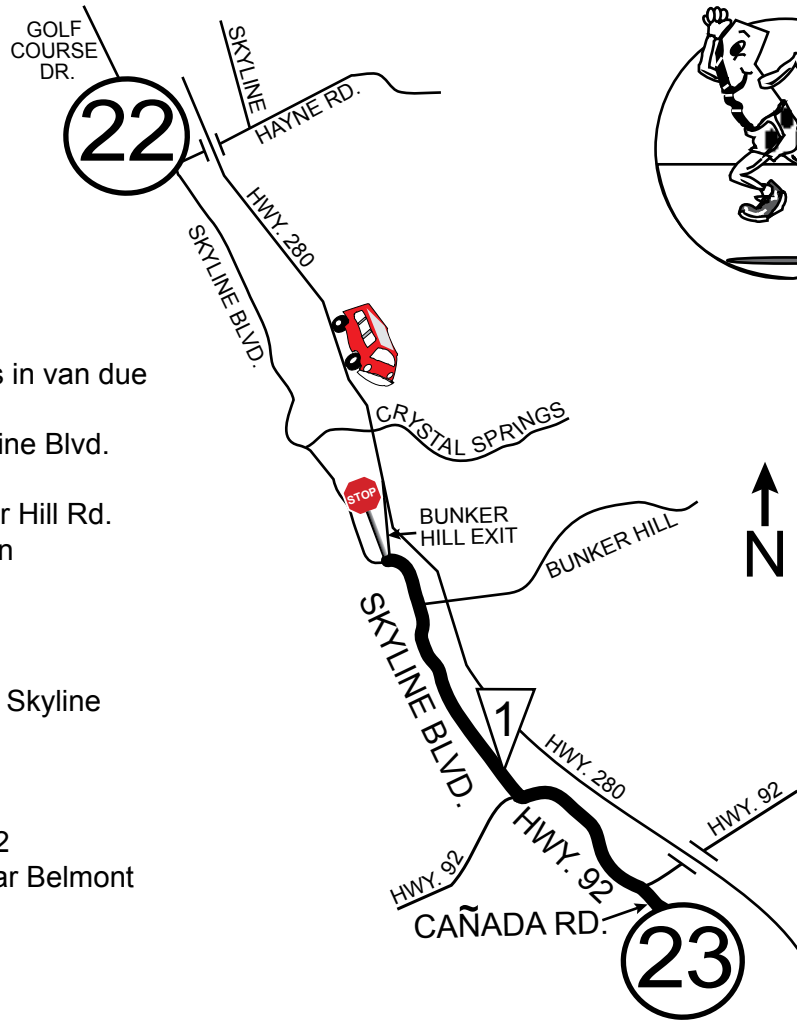 GOLF
COURSE
DR.
SKYLINE
HAYNE RD.
22
HWY. 280
SKYLINE BLVD.
s in van due
CRYSTAL SPRINGS
ine Blvd.
STOP
r Hill Rd.
n
BUNKER
HILL EXIT
BUNKER HILL
N
SKYLINE BLVD.
Skyline
1
HWY. 280
HWY. 92
2
ar Belmont
HWY. 92
HWY. 92
CAÑADA RD.
23